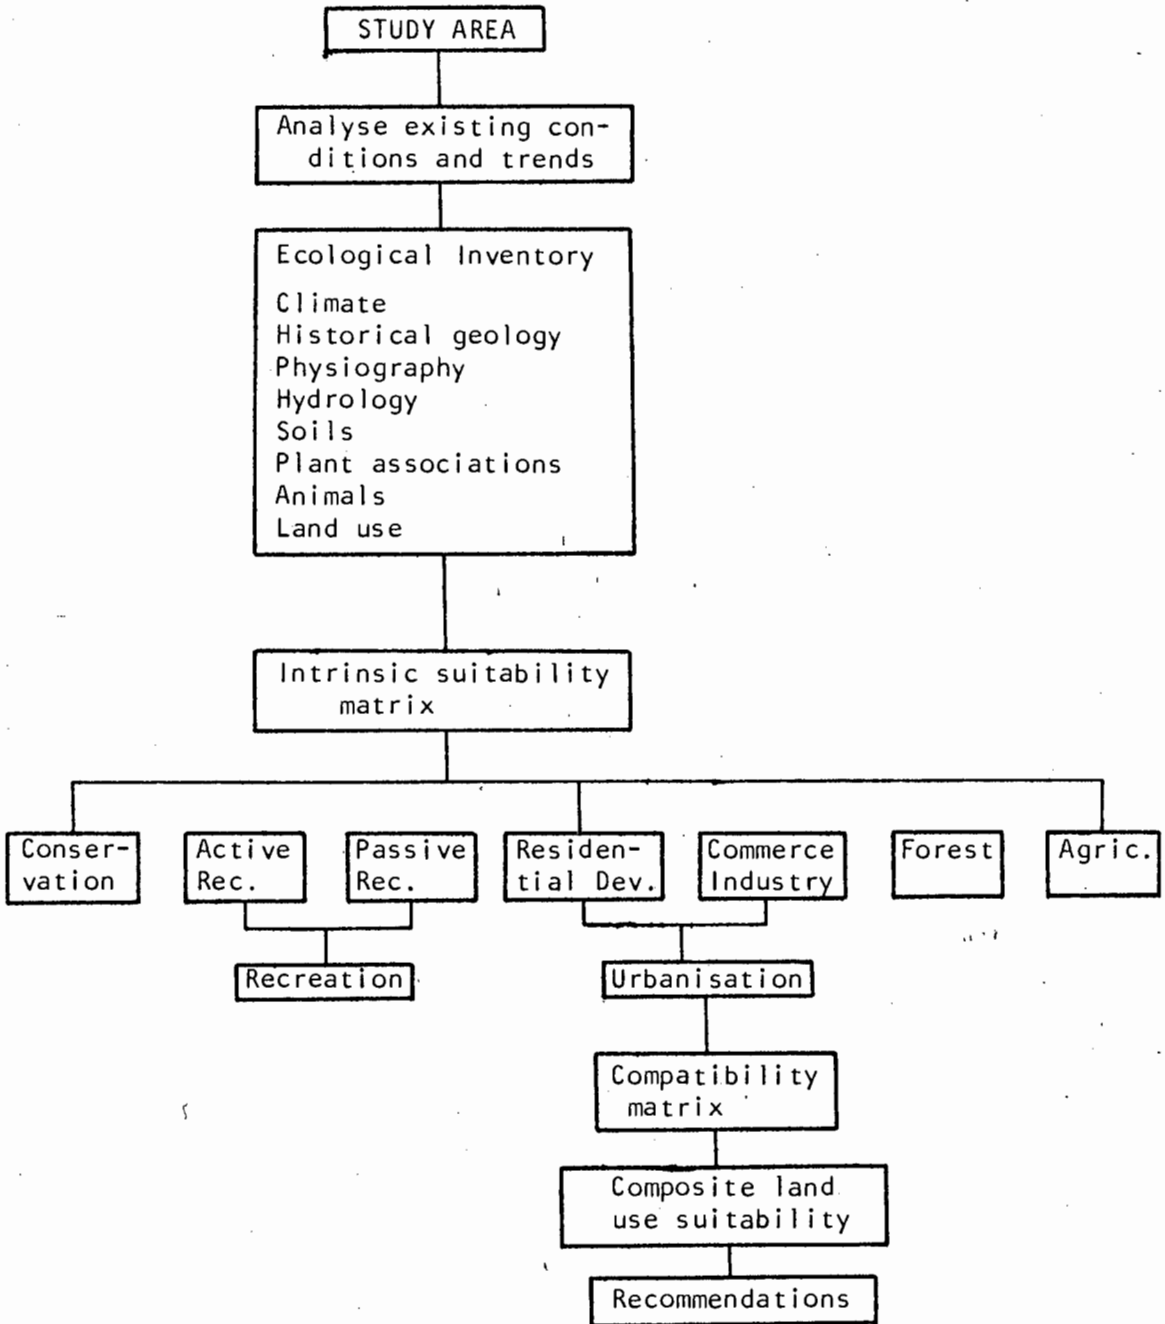 STUDY AREA
Analyse existing con-
ditions and trends
Ecological Inventory
Climate
Historical geology
Physiography
Hydrology
Soils
Plant associations
Animals
Land use
Intrinsic suitability
matrix
Conser-
vation
Active
Rec.
Passive
Rec.
Residen-
tial Dev.
Commerce
Industry
Forest
Agric.
Recreation
Urbanisation
Compatibility
matrix
Composite land
use suitability
Recommendations